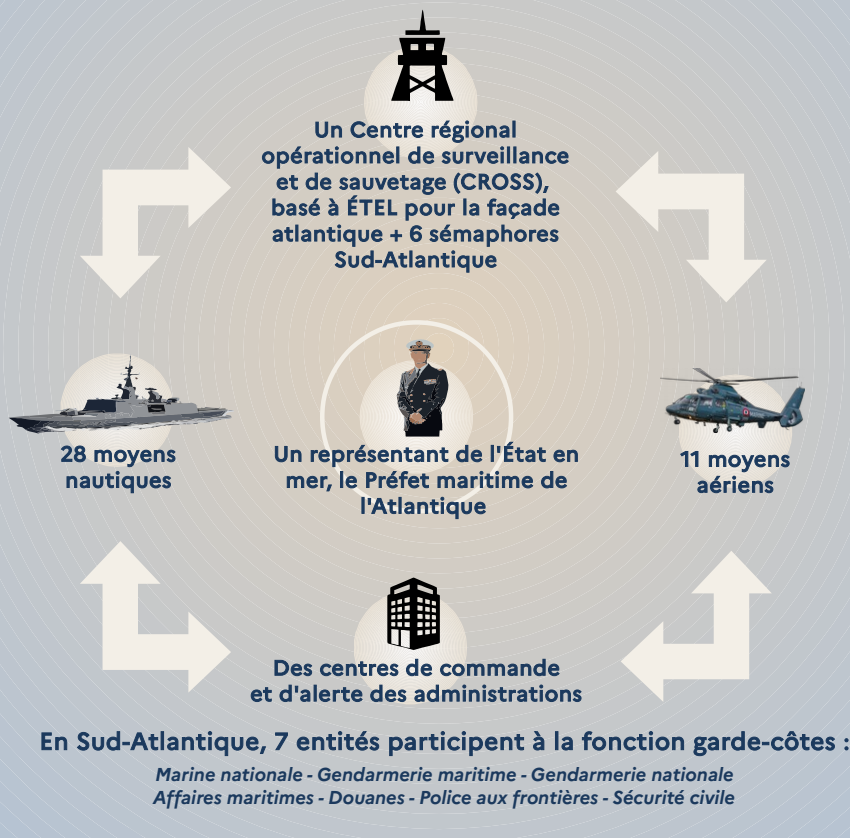 Un Centre régional
opérationnel de surveillance
et de sauvetage (CROSS),
basé à ÉTEL pour la façade
atlantique + 6 sémaphores
Sud-Atlantique
28 moyens
nautiques
Un représentant de l'État en
mer, le Préfet maritime de
l'Atlantique
11 moyens
aériens
Des centres de commande
et d'alerte des administrations
En Sud-Atlantique, 7 entités participent à la fonction garde-côtes :
Marine nationale - Gendarmerie maritime - Gendarmerie nationale
Affaires maritimes - Douanes - Police aux frontières - Sécurité civile